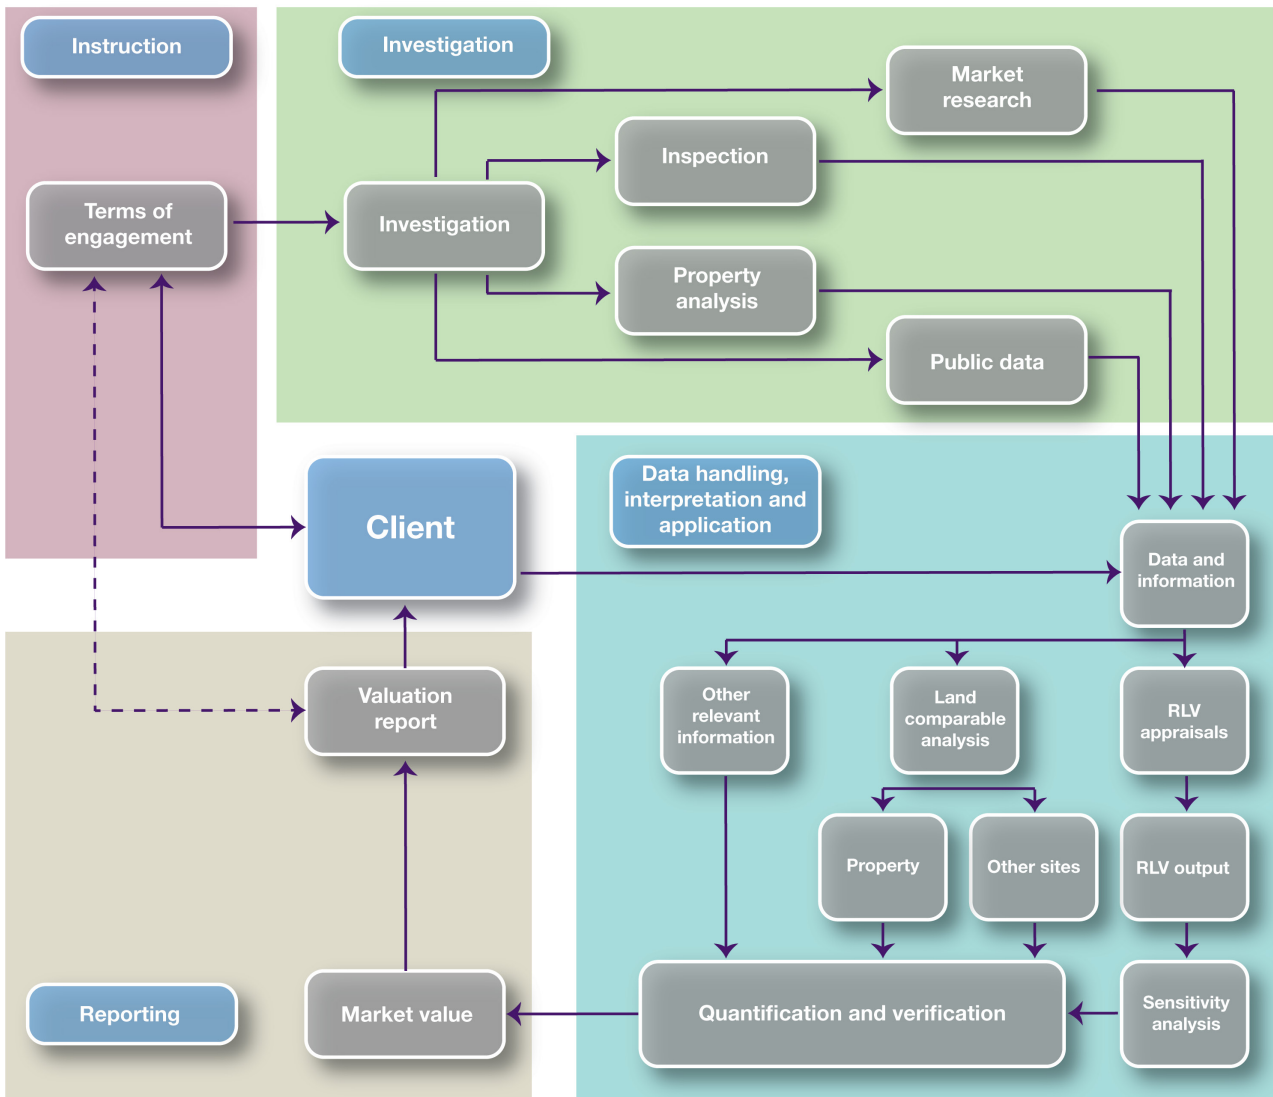 Instruction
Investigation
Market
research
Inspection
Terms of
engagement
Investigation
Property
analysis
Public data
Client
Data handling,
interpretation and
application
Data and
information
Valuation
report
Other
relevant
information
Land
comparable
analysis
RLV
appraisals
Property
Other sites
RLV output
Reporting
Market value
Quantification and verification
Sensitivity
analysis